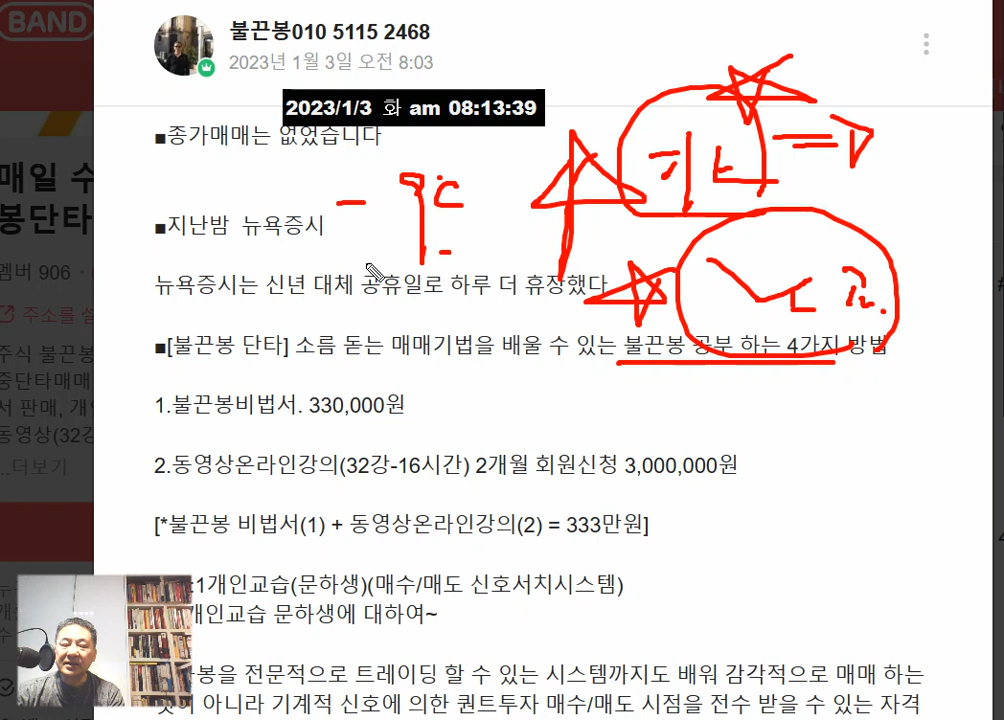 BAND
불끈봉010 5115 2468
2023년 1월 3일 오전 8:03
2023/1/3 화 am 08:13:39
■종가매매는 없었습니다
매일 수
봉단타
■지난밤 뉴욕증시
멤버 906
뉴욕증시는 신년 대체 공휴일로 하루 더 휴장했다
주소를 설
■[불끈봉 단타] 소름 돋는 매매기법을 배울 수 있는 불끈봉 공부 하는 4가지 방법
주식 불끈봉
중단타매매
1.불끈봉비법서. 330,000원
서 판매, 개인
동영상(32강
2.동영상온라인강의(32강-16시간) 2개월 회원신청 3,000,000원
...더보기
[*불끈봉 비법서(1) + 동영상온라인강의(2) = 333만원]
1개인교습(문하생)(매수/매도 신호서치시스템)
개인교습 문하생에 대하여~
봉을 전문적으로 트레이딩 할 수 있는 시스템까지도 배워 감각적으로 매매 하는
것이 아니라 기계적 신호에 의한 퀀트투자 매수/매도 시점을 전수 받을 수 있는 자격